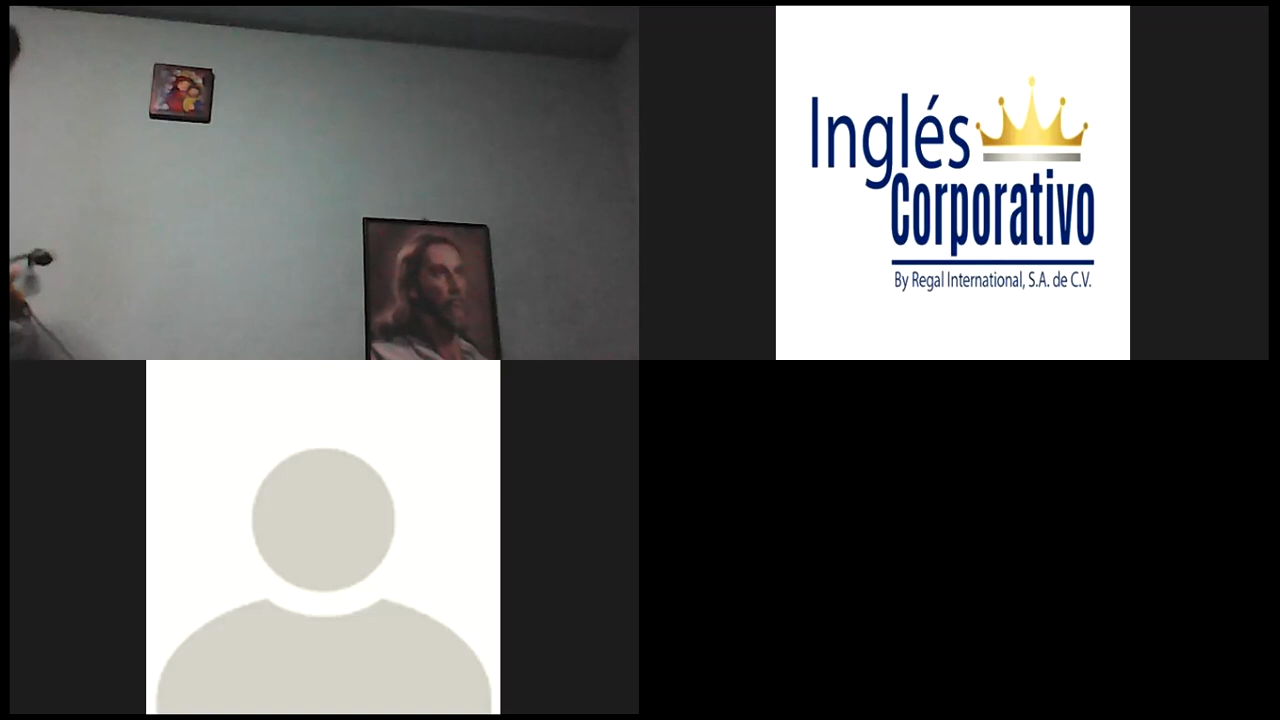 Inglés
Corporativo
By Regal International, S.A. de C.V.